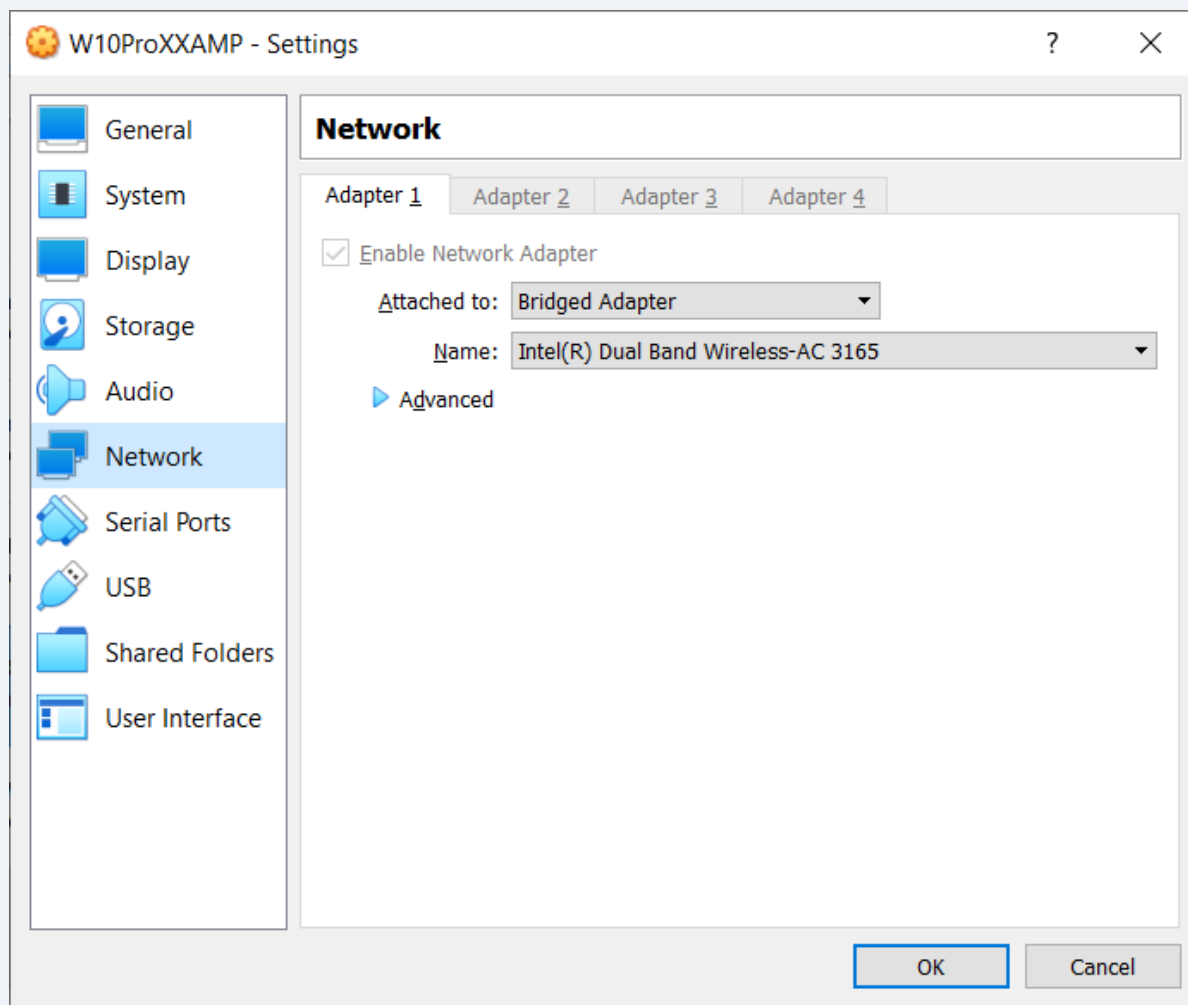 W10ProXXAMP - Settings
?
General
System
Display
Storage
Audio
Network
Serial Ports
USB
Shared Folders
User Interface
Network
Adapter 1 Adapter 2 Adapter 3 Adapter 4
Enable Network Adapter
Attached to: Bridged Adapter
Name: Intel(R) Dual Band Wireless-AC 3165
Advanced
OK Cancel